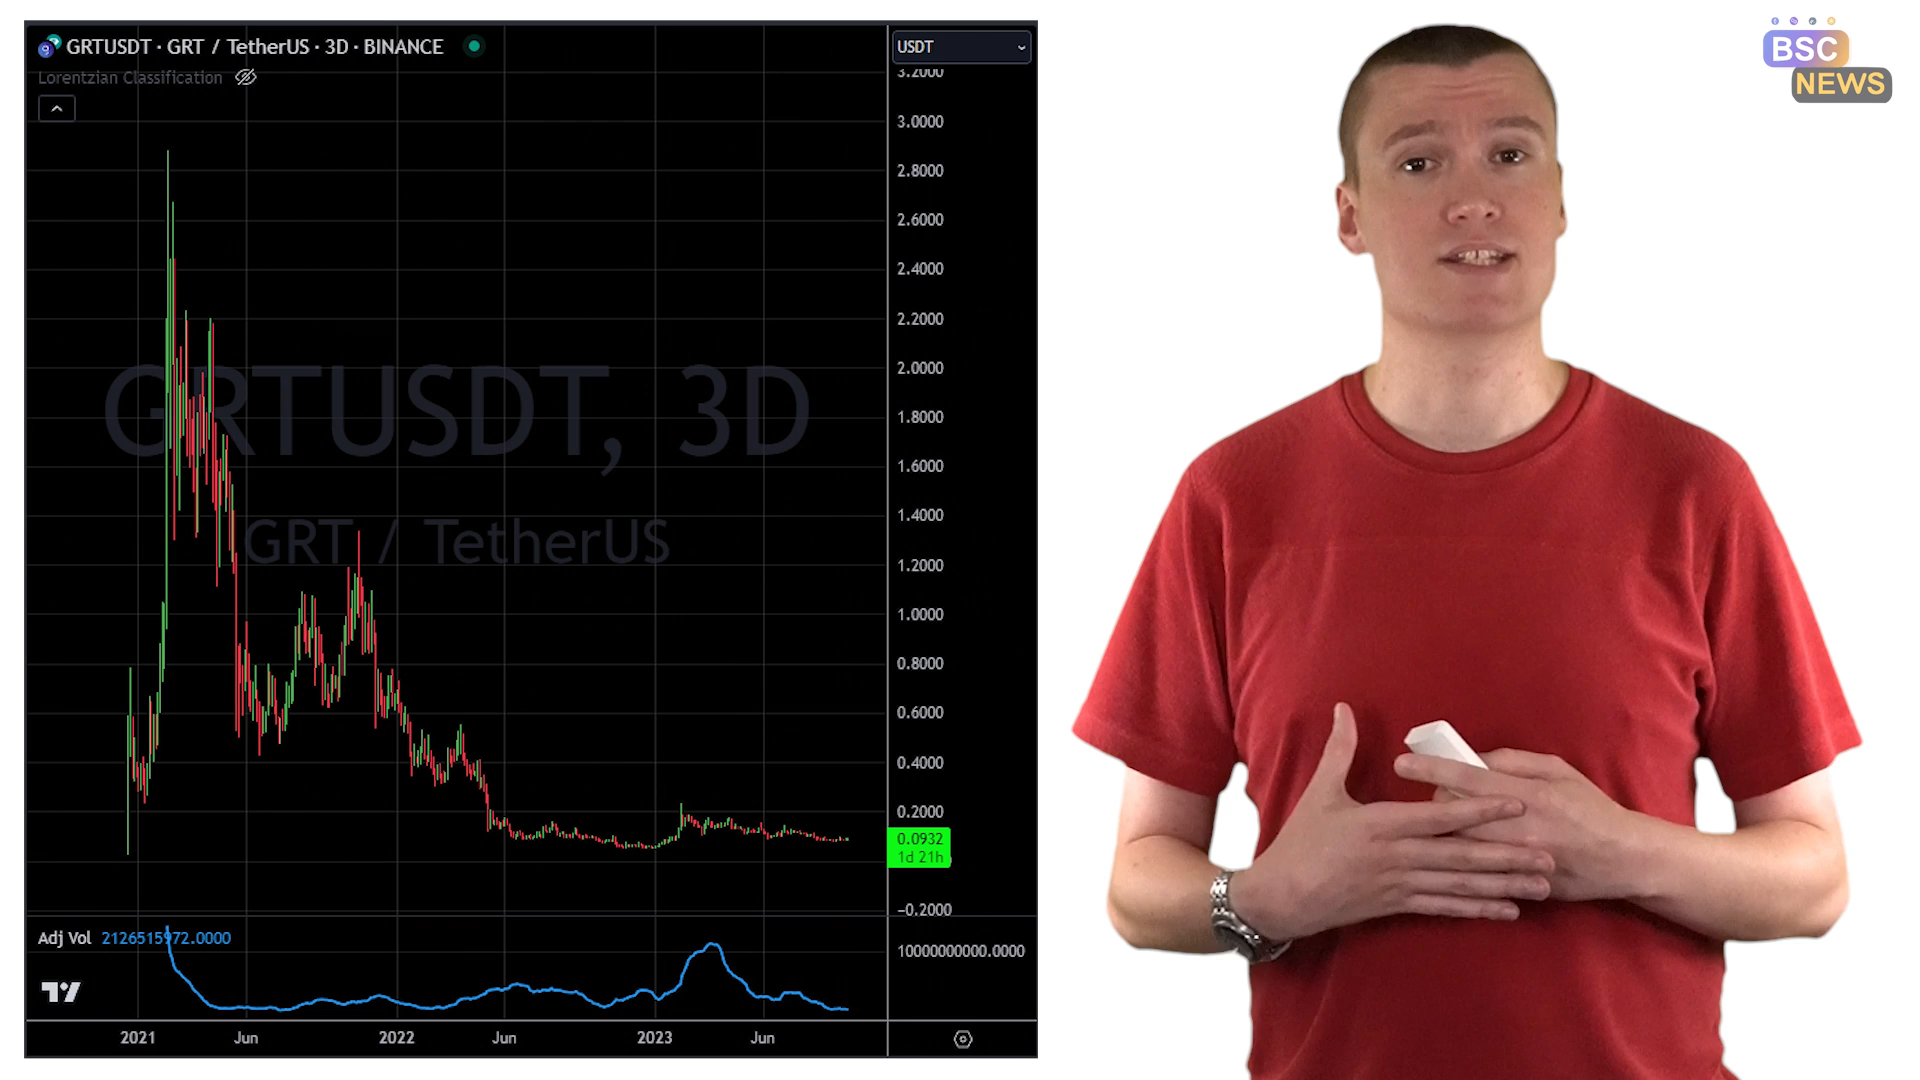 GRTUSDT · GRT / TetherUS · 3D · BINANCE
Lorentzian Classification
USDT
3.2000
3.0000
2.8000
2.6000
2.4000
2.2000
2.0000
1.8000
1.6000
1.4000
1.2000
1.0000
0.8000
0.6000
0.4000
0.2000
0.0932
1d 21h
-0.2000
GRTUSDT, 3D
GRT / TetherUS
Adj Vol 2126515972.0000
10000000000.0000
2021 Jun 2022 Jun 2023 Jun
BSC
NEWS